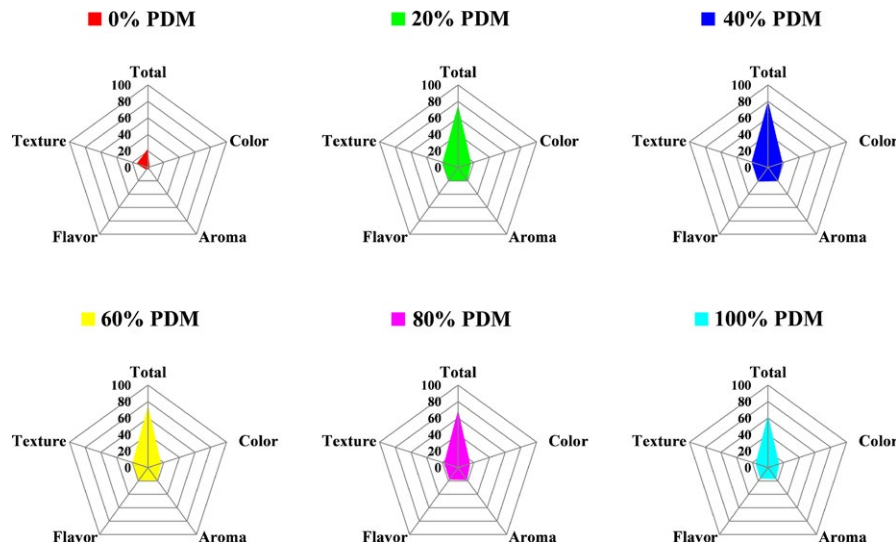 0% PDM
20% PDM
40% PDM
Total
100
80
60
40
20
0
Texture
Color
Flavor
Aroma
Total
100
80
60
40
20
0
Texture
Color
Flavor
Aroma
Total
100
80
60
40
20
0
Texture
Color
Flavor
Aroma
60% PDM
80% PDM
100% PDM
Total
100
80
60
40
20
0
Texture
Color
Flavor
Aroma
Total
100
80
60
40
20
0
Texture
Color
Flavor
Aroma
Total
100
80
60
40
20
0
Texture
Color
Flavor
Aroma